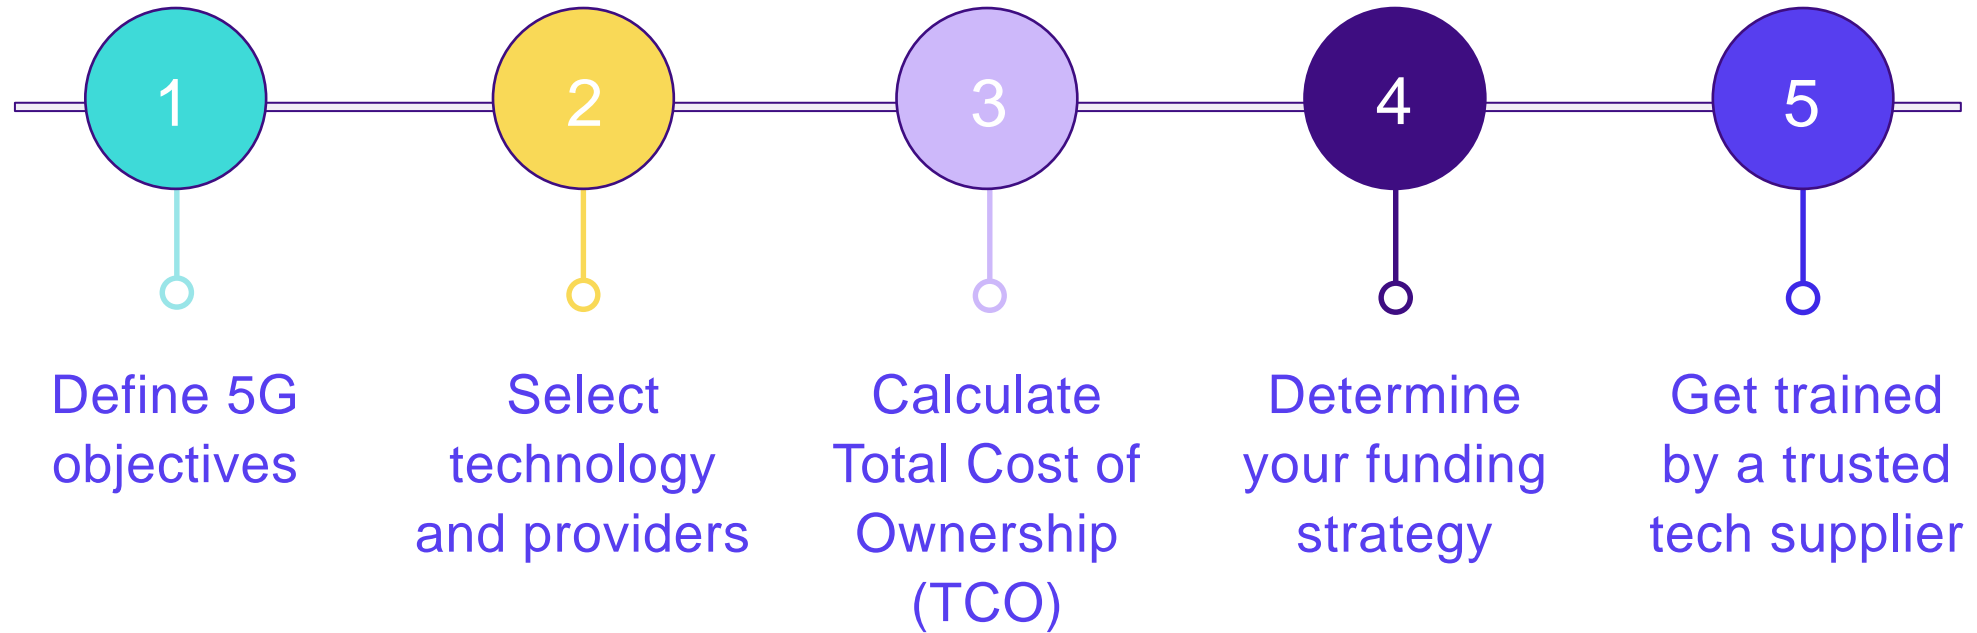 1
2
3
4
5
Define 5G
objectives
Select
technology
and providers
Calculate
Total Cost of
Ownership
(TCO)
Determine
your funding
strategy
Get trained
by a trusted
tech supplier